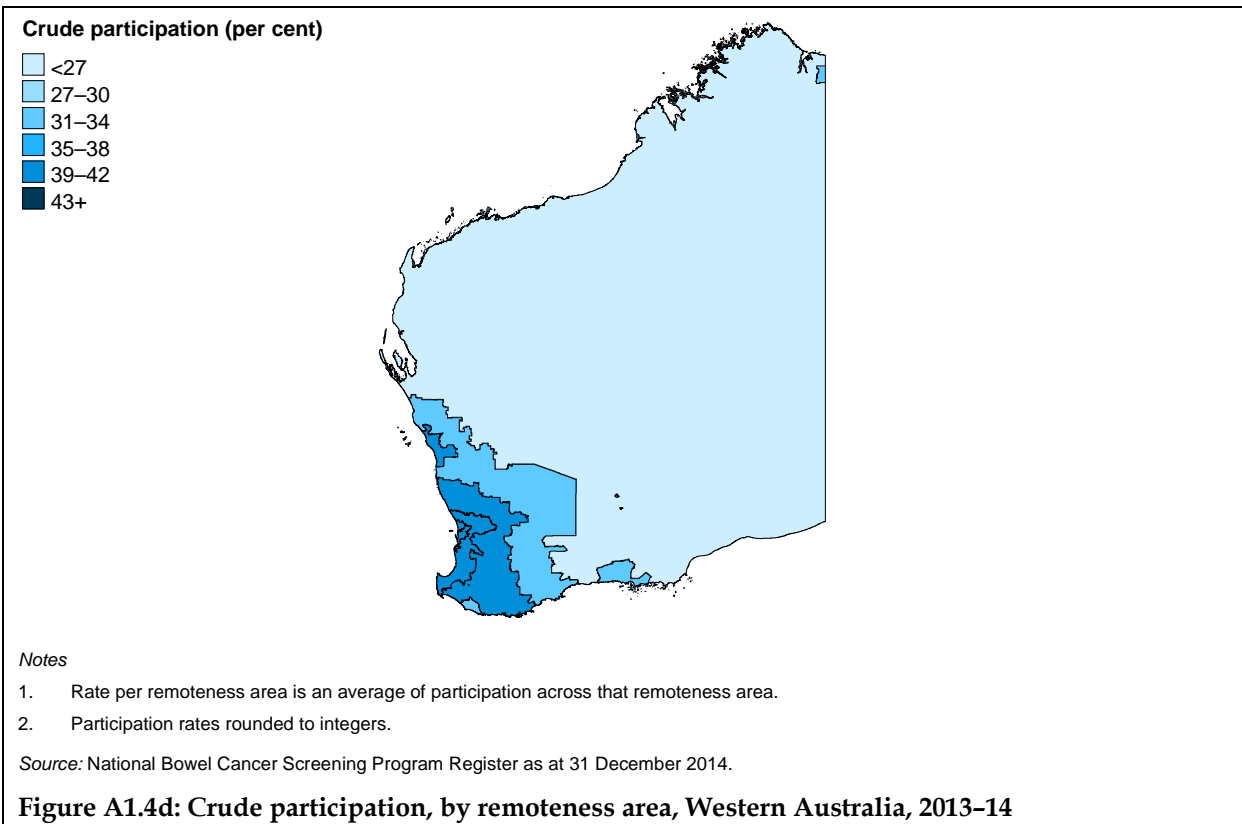 Crude participation (per cent)
<27
27–30
31–34
35–38
39–42
43+
Notes
1. Rate per remoteness area is an average of participation across that remoteness area.
2. Participation rates rounded to integers.
Source: National Bowel Cancer Screening Program Register as at 31 December 2014.
Figure A1.4d: Crude participation, by remoteness area, Western Australia, 2013–14